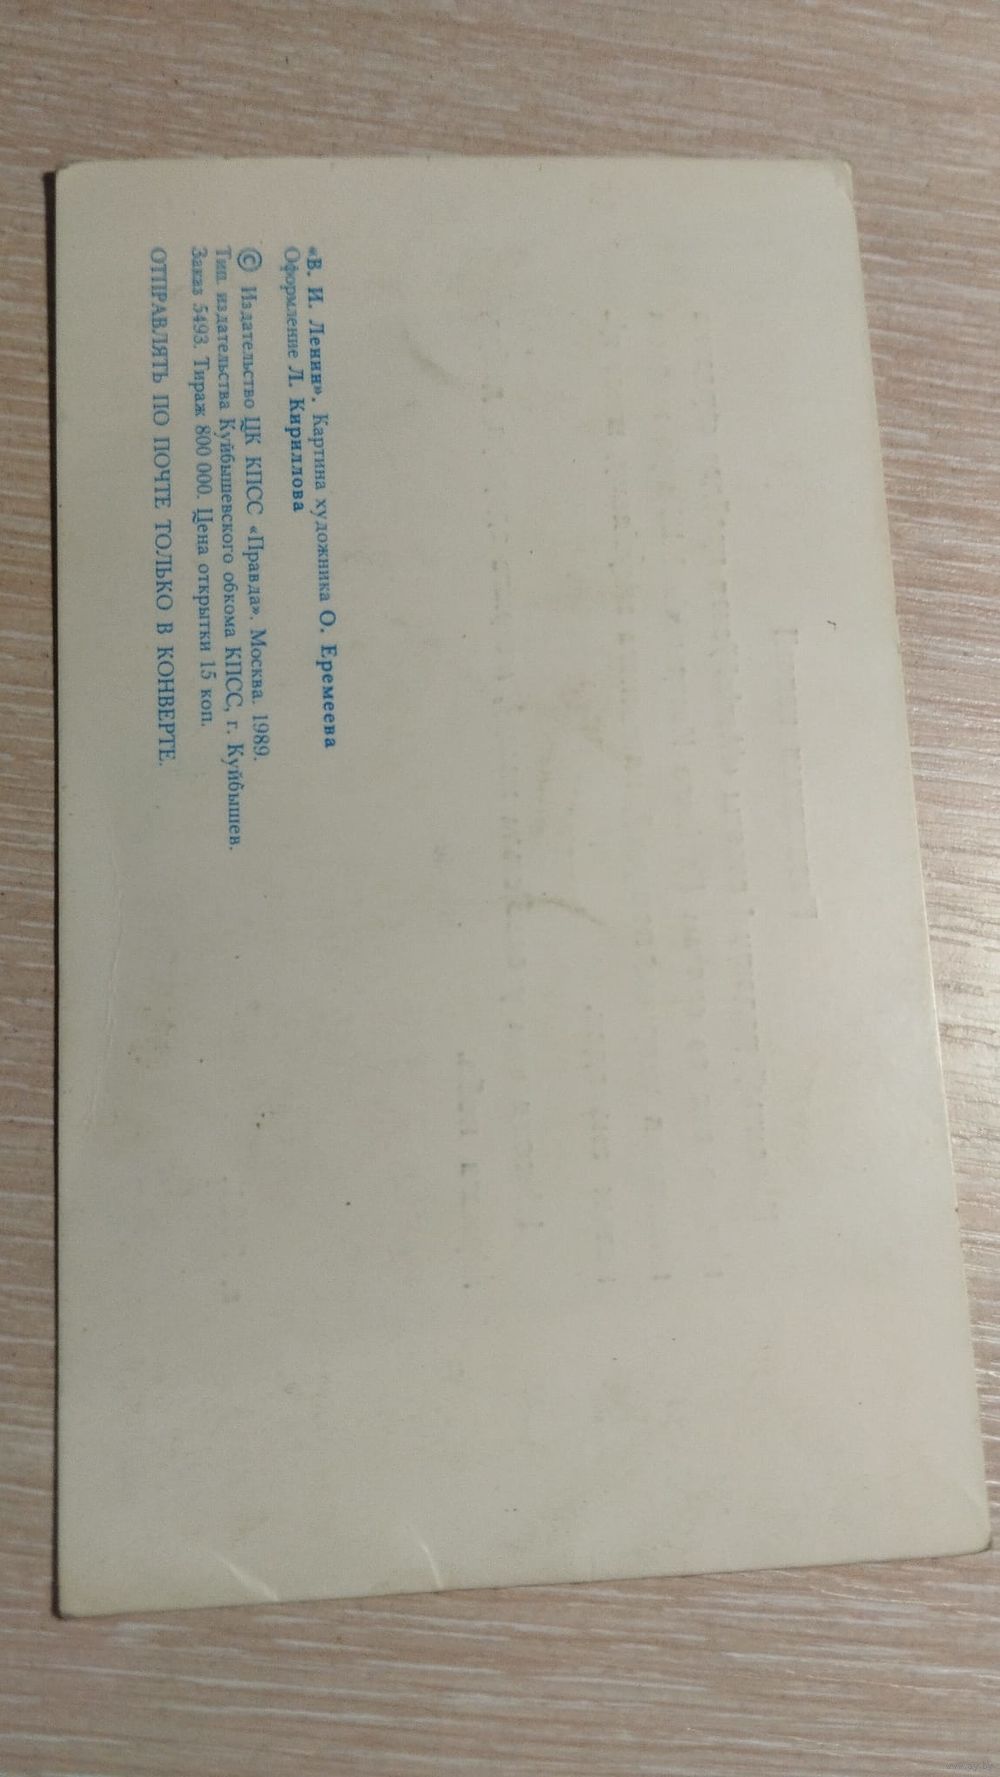 «В. И. Ленин». Картина художника О. Еремеева
Оформление Л. Кириллова
© Издательство ЦК КПСС «Правда». Москва. 1989.
Тип. издательства Куйбышевского обкома КПСС, г. Куйбышев.
Заказ 5493. Тираж 800 000. Цена открытки 15 коп.
ОТПРАВЛЯТЬ ПО ПОЧТЕ ТОЛЬКО В КОНВЕРТЕ.